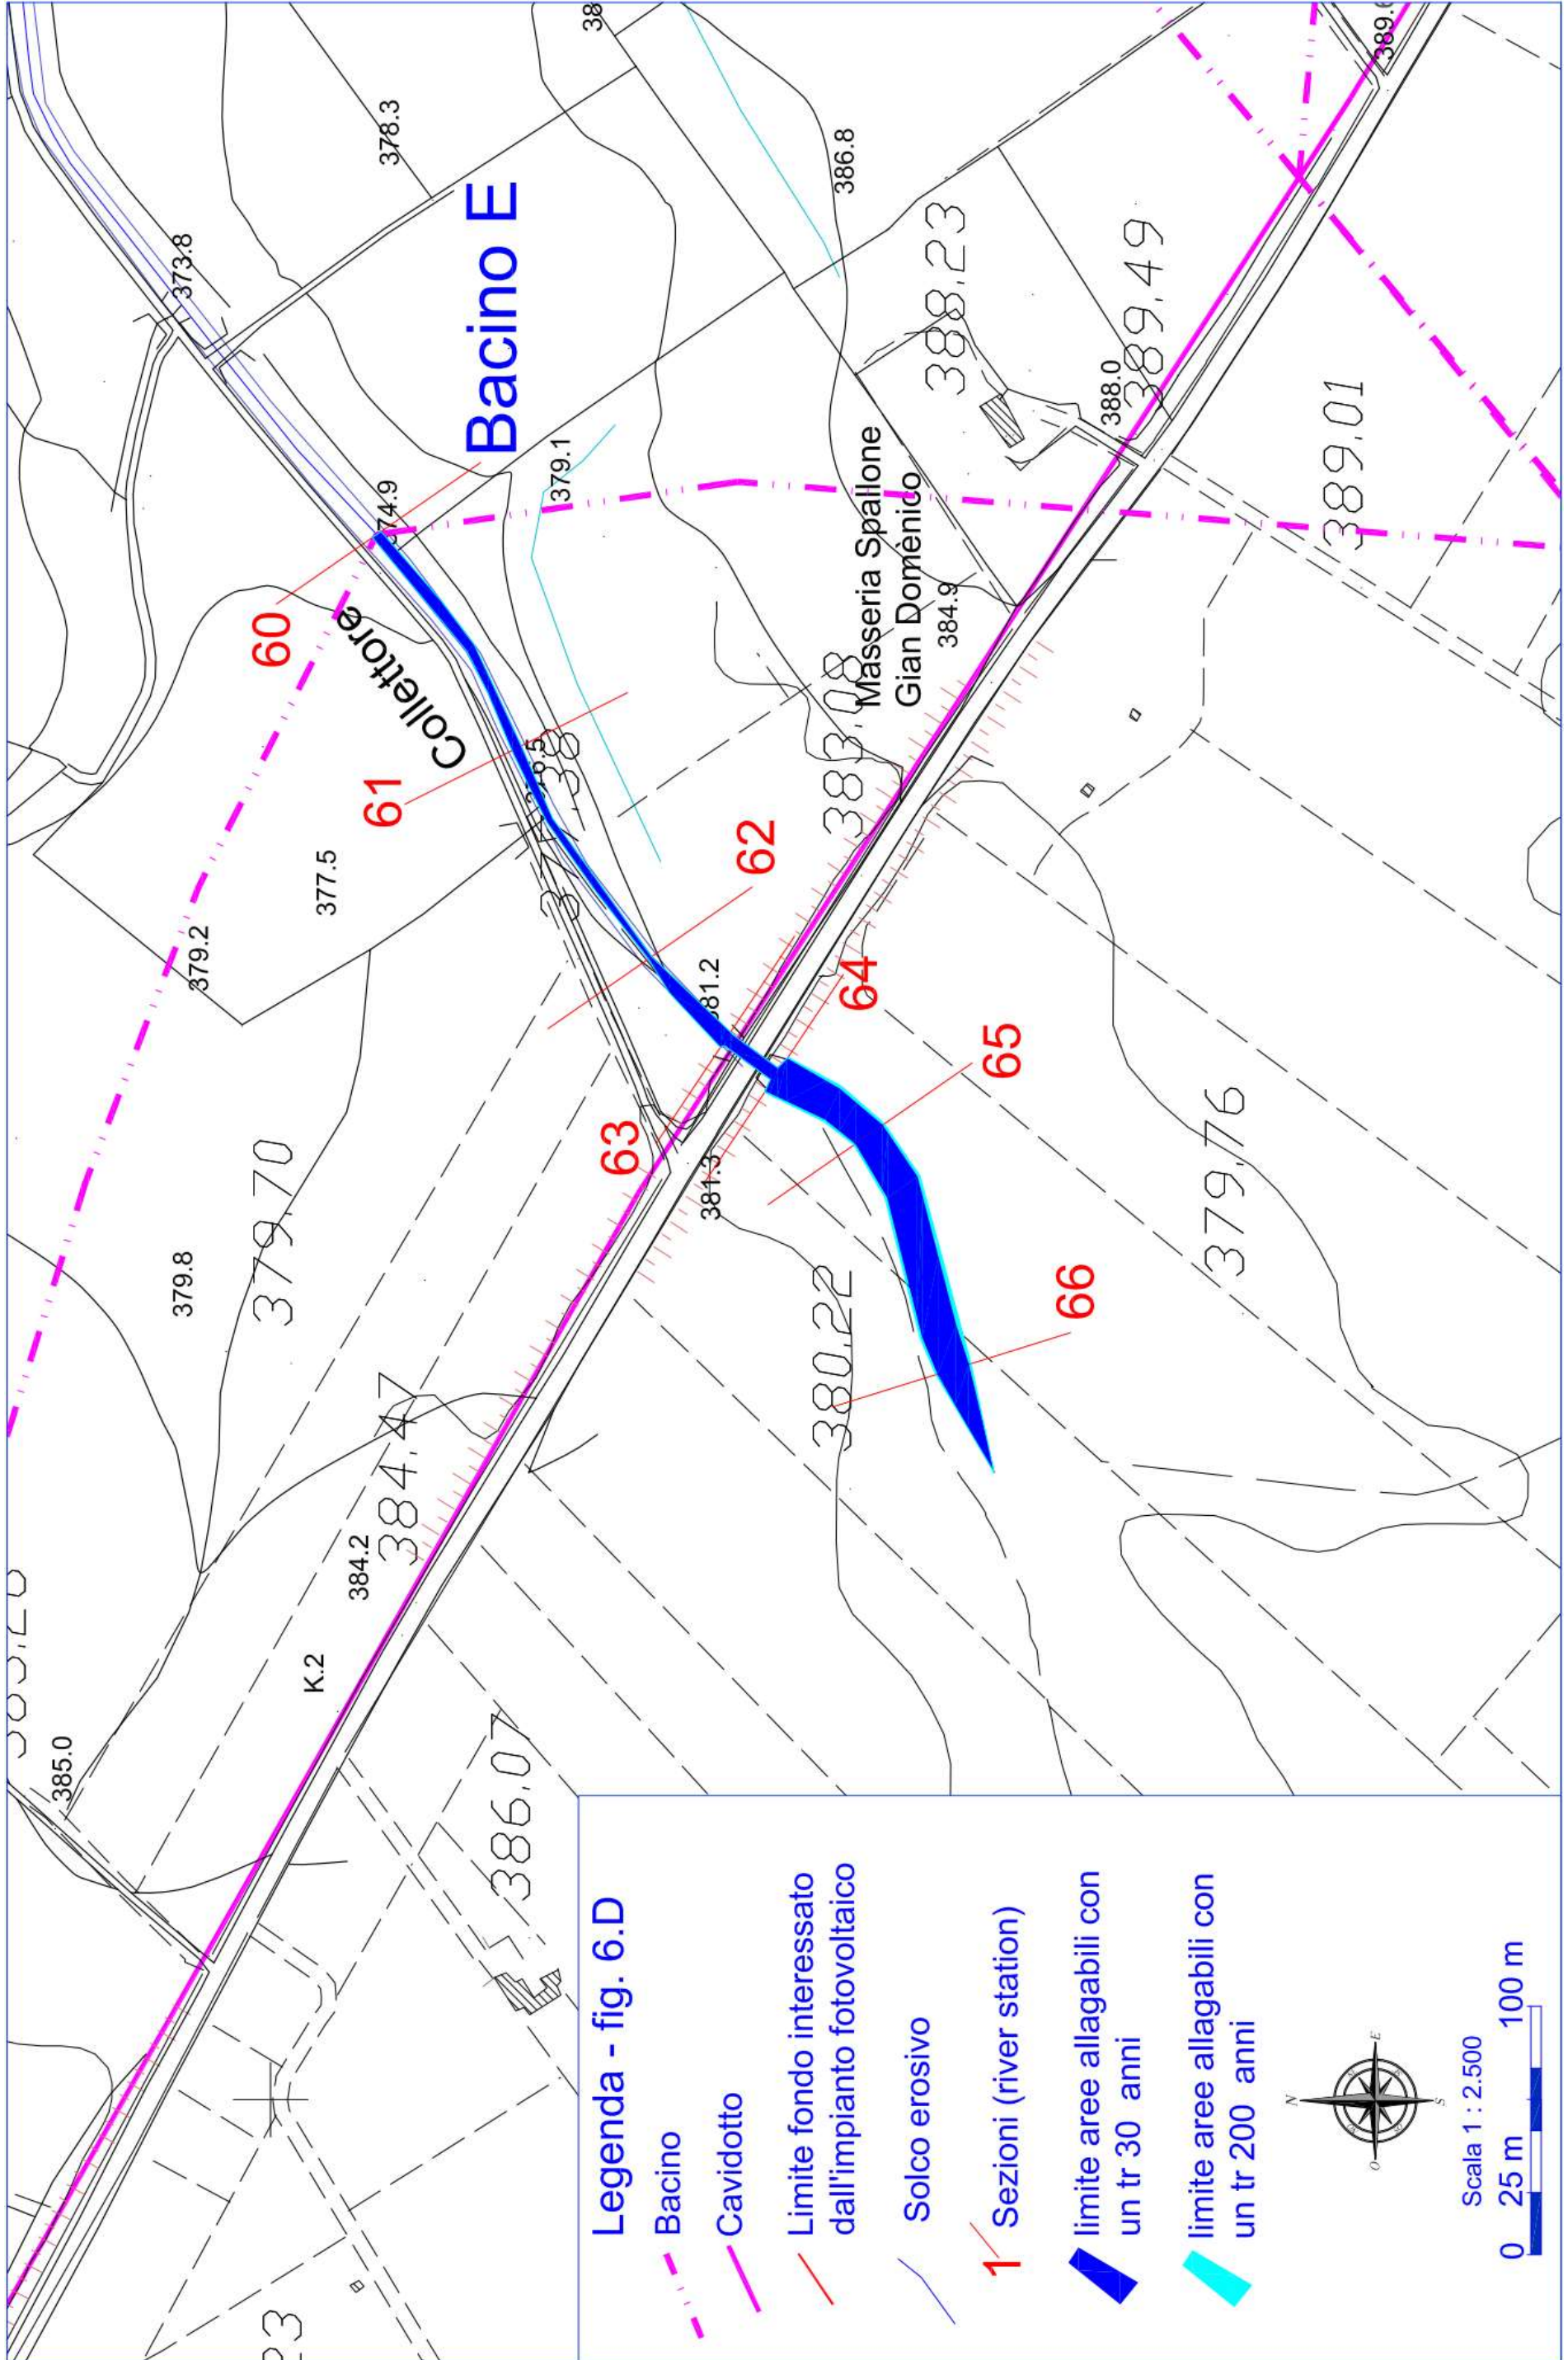 Legenda - fig. 6.D
Bacino
Cavidotto
Limite fondo interessato
dall'impianto fotovoltaico
Solco erosivo
1
Sezioni (river station)
limite aree allagabili con
un tr 30 anni
limite aree allagabili con
un tr 200 anni
N
E
S
O
Scala 1 : 2.500
0
25 m
100 m
385.0
K.2
384.2
384.47
386.07
379.8
379.70
379.2
377.5
380.22
381.3
381.2
63
64
65
66
62
61
60
Collettore
379.76
383.08
384.9
Masseria Spallone
Gian Domènico
379.1
Bacino E
373.8
378.3
386.8
388.23
388.0
389.49
389.01